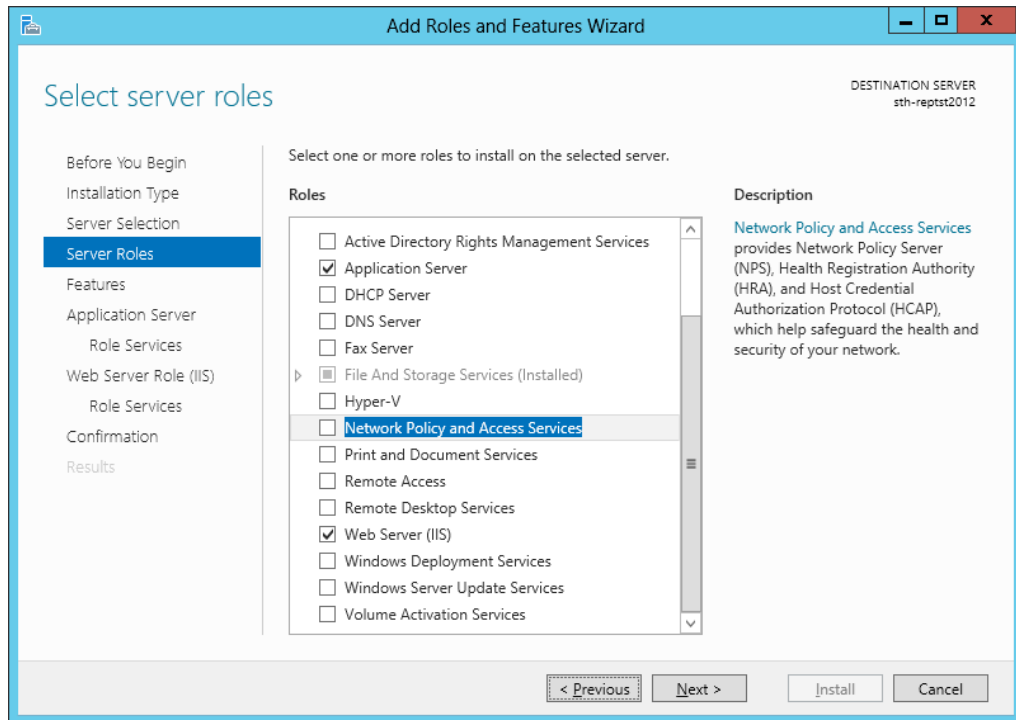 Add Roles and Features Wizard
Select server roles
DESTINATION SERVER
sth-reptst2012
Before You Begin
Installation Type
Server Selection
Server Roles
Features
Application Server
Role Services
Web Server Role (IIS)
Role Services
Confirmation
Results
Select one or more roles to install on the selected server.
Roles
Active Directory Rights Management Services
Application Server
DHCP Server
DNS Server
Fax Server
File And Storage Services (Installed)
Hyper-V
Network Policy and Access Services
Print and Document Services
Remote Access
Remote Desktop Services
Web Server (IIS)
Windows Deployment Services
Windows Server Update Services
Volume Activation Services
Description
Network Policy and Access Services
provides Network Policy Server
(NPS), Health Registration Authority
(HRA), and Host Credential
Authorization Protocol (HCAP),
which help safeguard the health and
security of your network.
< Previous
Next >
Install
Cancel